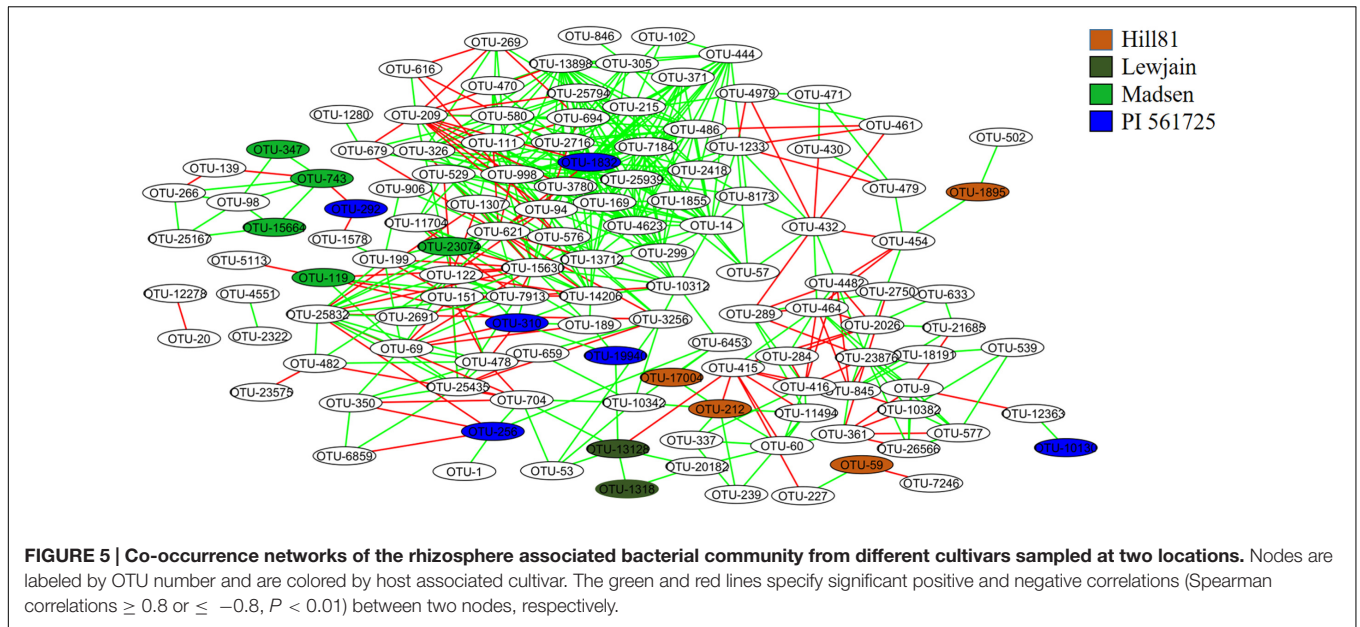 OTU-846
OTU-102
OTU-269
OTU-444
OTU-616
OTU-13898
OTU-305
OTU-371
OTU-470
OTU-25794
OTU-215
OTU-4979
OTU-471
OTU-209
OTU-580
OTU-694
OTU-486
OTU-461
OTU-1280
OTU-502
OTU-111
OTU-2716
OTU-7184
OTU-1233
OTU-430
OTU-347
OTU-679
OTU-326
OTU-139
OTU-743
OTU-529
OTU-998
OTU-1832
OTU-2418
OTU-266
OTU-906
OTU-3780
OTU-25939
OTU-479
OTU-1895
OTU-98
OTU-292
OTU-1307
OTU-94
OTU-169
OTU-1855
OTU-8173
OTU-15664
OTU-11704
OTU-621
OTU-4623
OTU-14
OTU-432
OTU-25167
OTU-1578
OTU-23074
OTU-576
OTU-454
OTU-5113
OTU-199
OTU-13712
OTU-299
OTU-119
OTU-122
OTU-15630
OTU-57
OTU-12278
OTU-4551
OTU-151
OTU-7913
OTU-14206
OTU-10312
OTU-4482
OTU-2750
OTU-633
OTU-25832
OTU-2691
OTU-310
OTU-189
OTU-3256
OTU-289
OTU-464
OTU-2026
OTU-21685
OTU-20
OTU-2322
OTU-69
OTU-659
OTU-6453
OTU-539
OTU-482
OTU-478
OTU-284
OTU-23876
OTU-18191
OTU-415
OTU-17004
OTU-23575
OTU-25435
OTU-416
OTU-845
OTU-9
OTU-350
OTU-704
OTU-10342
OTU-212
OTU-11494
OTU-10382
OTU-12363
OTU-258
OTU-337
OTU-60
OTU-361
OTU-577
OTU-6859
OTU-13128
OTU-26566
OTU-1
OTU-53
OTU-20182
OTU-59
OTU-1318
OTU-239
OTU-227
OTU-7246
Hill81
Lewjain
Madsen
PI 561725
FIGURE 5 | Co-occurrence networks of the rhizosphere associated bacterial community from different cultivars sampled at two locations. Nodes are
labeled by OTU number and are colored by host associated cultivar. The green and red lines specify significant positive and negative correlations (Spearman
correlations ≥ 0.8 or ≤ −0.8, P < 0.01) between two nodes, respectively.